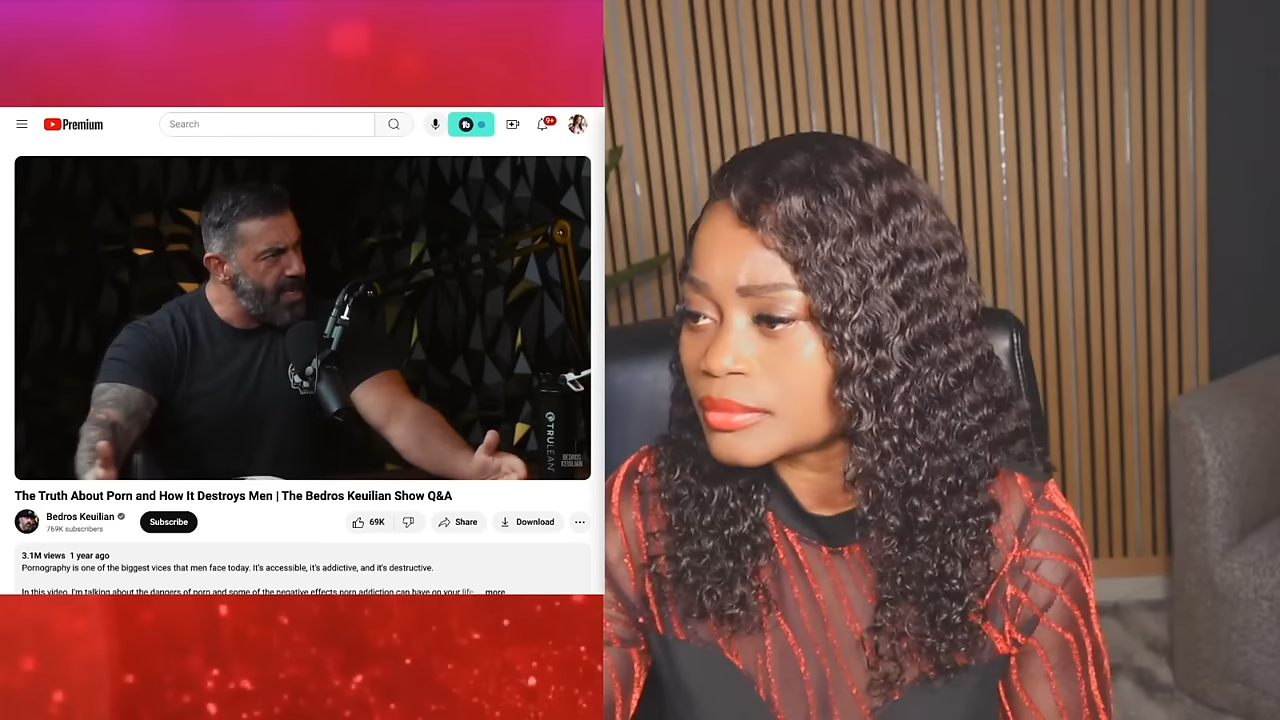 Premium
Search
9+
TRULEAN
BEDROS
KEUILIAN
The Truth About Porn and How It Destroys Men | The Bedros Keuilian Show Q&A
Bedros Keuilian
769K subscribers
Subscribe
69K
Share
Download
3.1M views 1 year ago
Pornography is one of the biggest vices that men face today. It's accessible, it's addictive, and it's destructive.
In this video, I'm talking about the dangers of porn and some of the negative effects porn addiction can have on your life. ...more